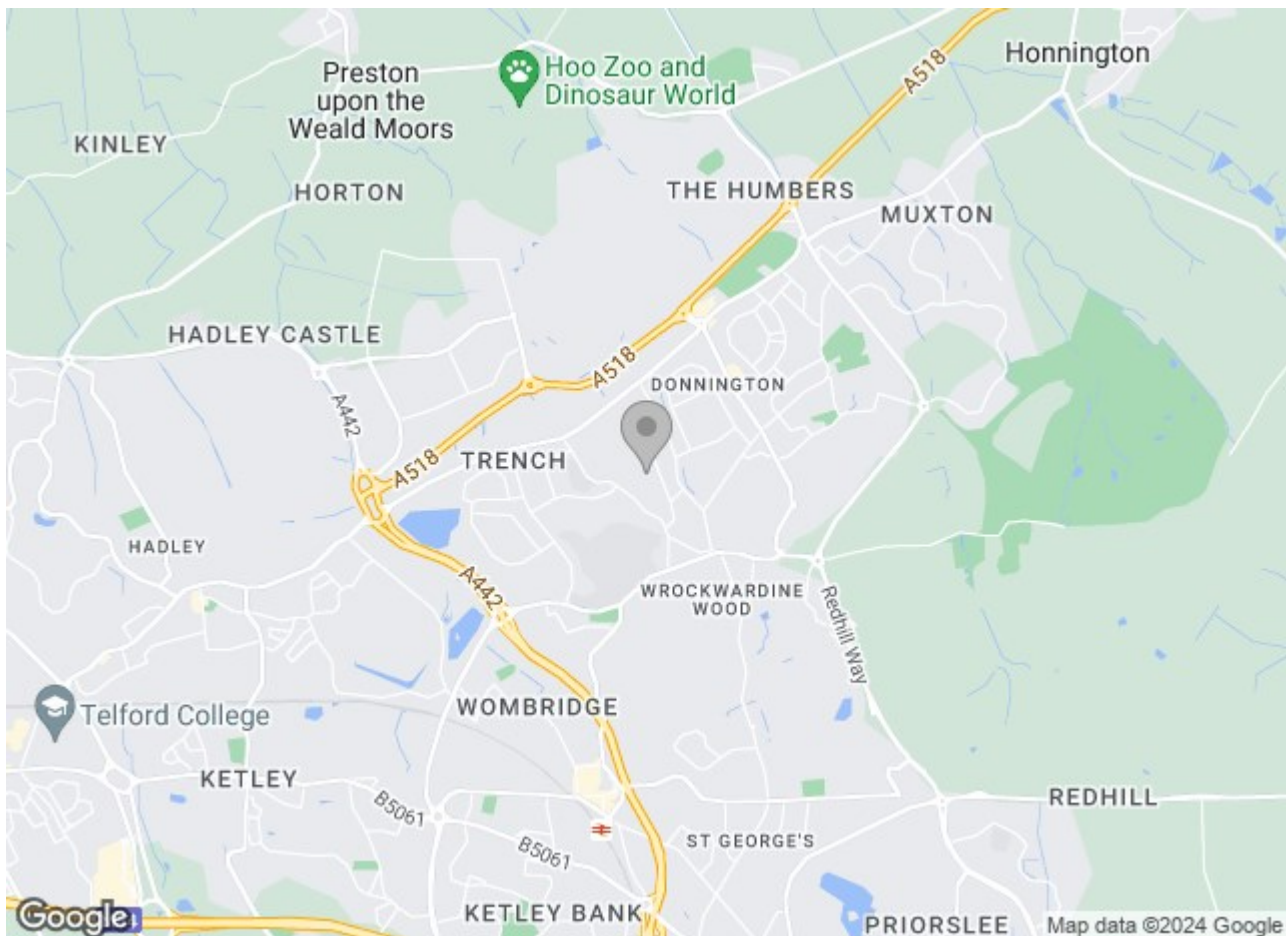 Preston
upon the
Weald Moors
Hoo Zoo and
Dinosaur World
A518
Honnington
KINLEY
HORTON
THE HUMBERS
MUXTON
HADLEY CASTLE
A518
DONNINGTON
A442
A518
TRENCH
HADLEY
A442
WROCKWARDINE
WOOD
Redhill Way
Telford College
WOMBRIDGE
KETLEY
B5061
REDHILL
B5061
ST GEORGE'S
KETLEY BANK
PRIORSLEE
Google
Map data ©2024 Google